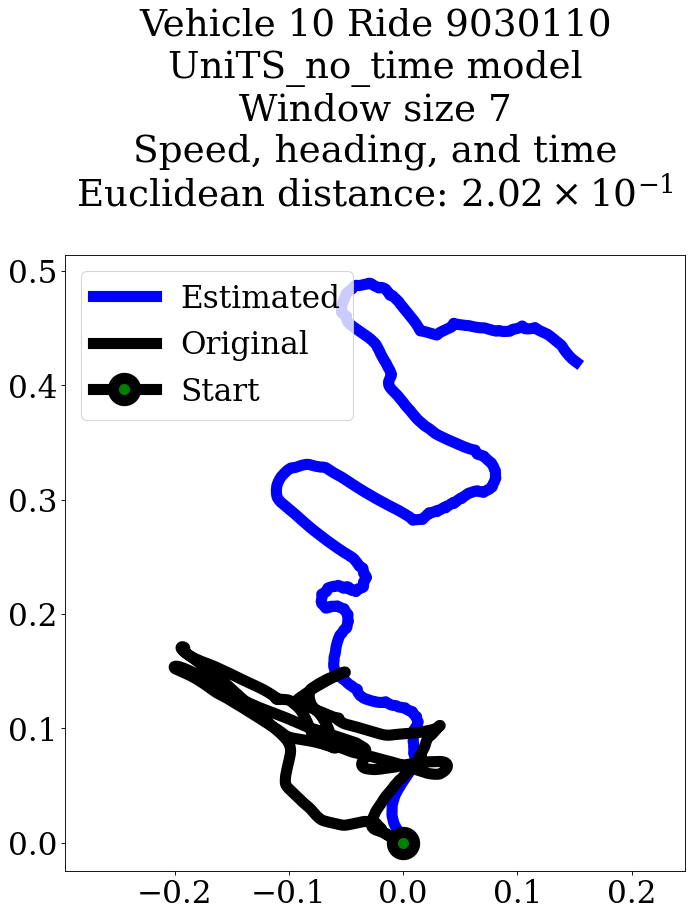 Vehicle 10 Ride 9030110
UniTS_no_time model
Window size 7
Speed, heading, and time
Euclidean distance: 2.02 × 10⁻¹
Estimated
Original
Start
0.5
0.4
0.3
0.2
0.1
0.0
−0.2 −0.1 0.0 0.1 0.2